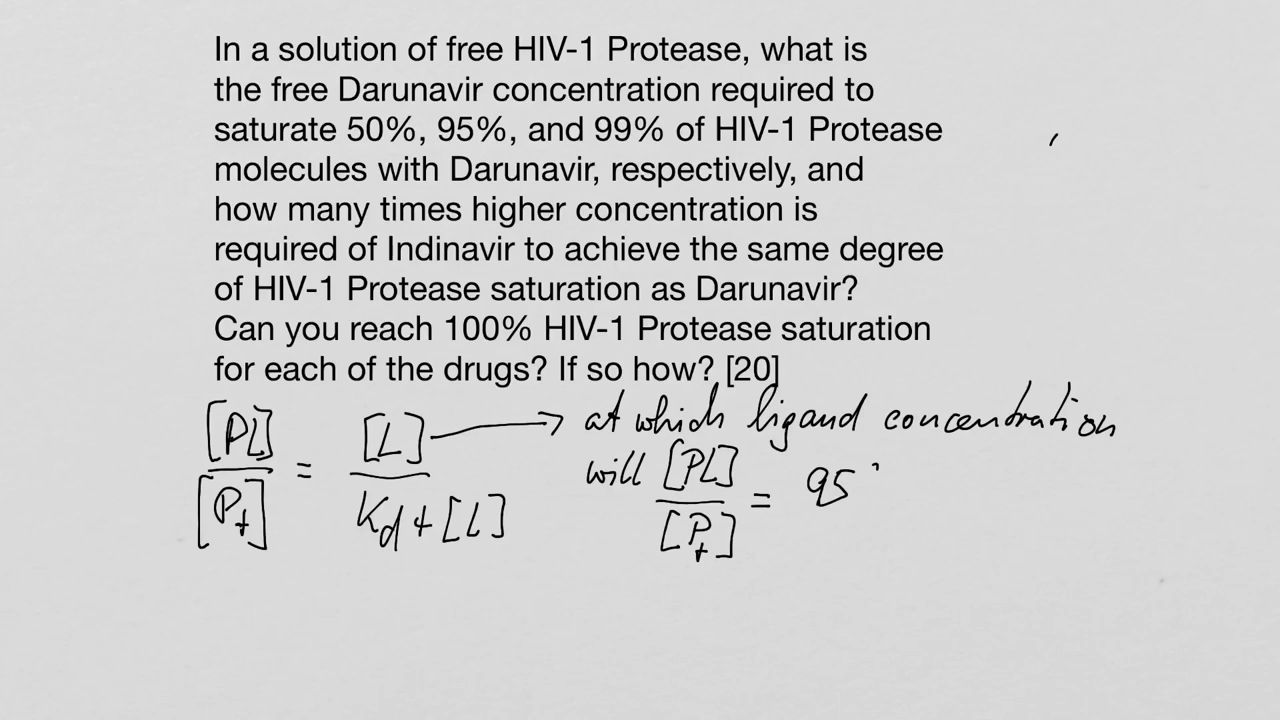 In a solution of free HIV-1 Protease, what is
the free Darunavir concentration required to
saturate 50%, 95%, and 99% of HIV-1 Protease
molecules with Darunavir, respectively, and
how many times higher concentration is
required of Indinavir to achieve the same degree
of HIV-1 Protease saturation as Darunavir?
Can you reach 100% HIV-1 Protease saturation
for each of the drugs? If so how? [20]
[PL] / [Pt] = [L] / Kd + [L] → at which ligand concentration
will [PL] / [Pt] = 95